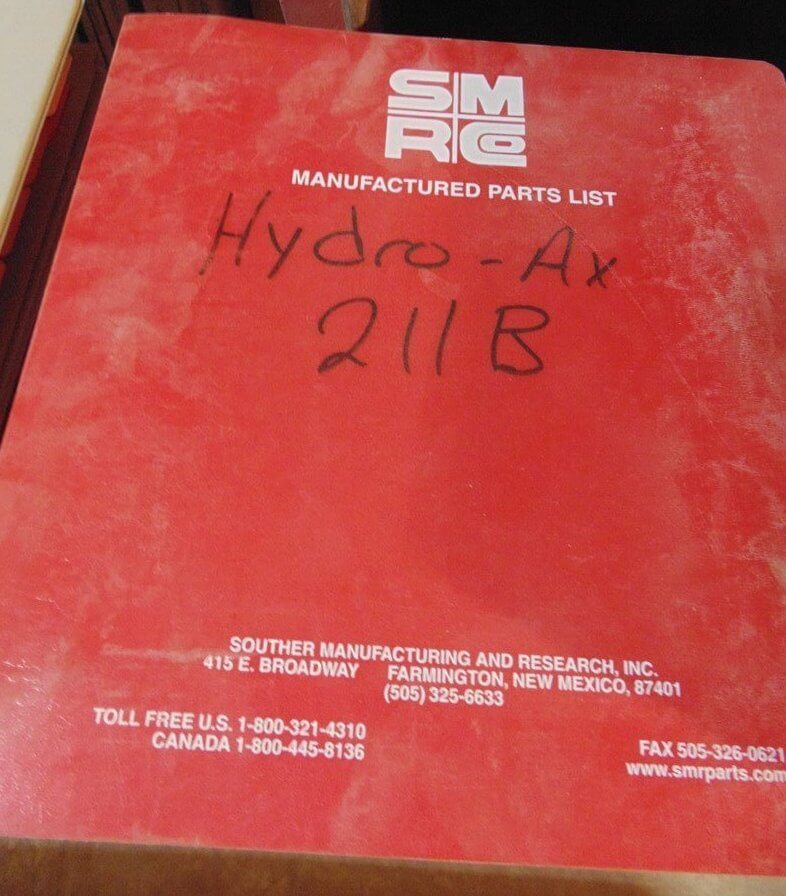 SM
RCO
MANUFACTURED PARTS LIST
Hydro-Ax
211B
SOUTHER MANUFACTURING AND RESEARCH, INC.
415 E. BROADWAY FARMINGTON, NEW MEXICO, 87401
(505) 325-6633
TOLL FREE U.S. 1-800-321-4310
CANADA 1-800-445-8136
FAX 505-326-0621
www.smrparts.com